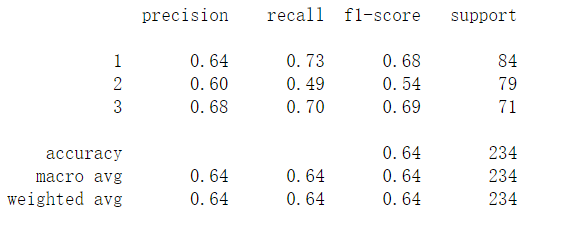 precision recall f1-score support
1 0.64 0.73 0.68 84
2 0.60 0.49 0.54 79
3 0.68 0.70 0.69 71
accuracy 0.64 234
macro avg 0.64 0.64 0.64 234
weighted avg 0.64 0.64 0.64 234